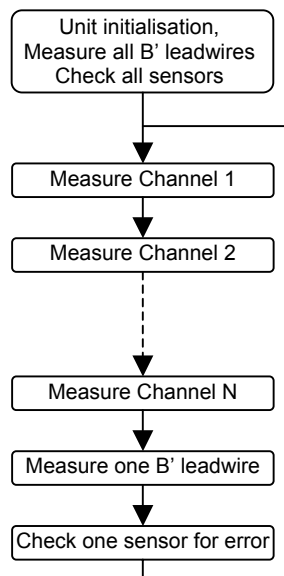 Unit initialisation,
Measure all B’ leadwires
Check all sensors
Measure Channel 1
Measure Channel 2
Measure Channel N
Measure one B’ leadwire
Check one sensor for error